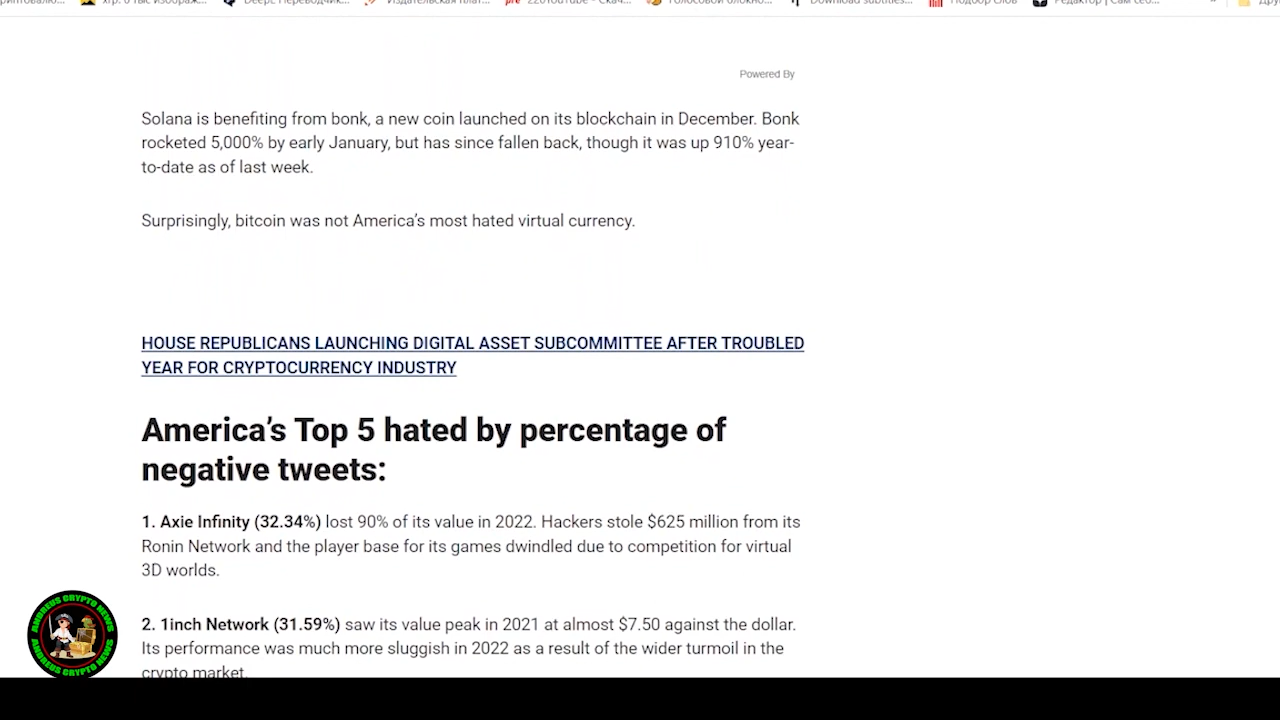 Powered By
Solana is benefiting from bonk, a new coin launched on its blockchain in December. Bonk
rocketed 5,000% by early January, but has since fallen back, though it was up 910% year-
to-date as of last week.
Surprisingly, bitcoin was not America’s most hated virtual currency.
HOUSE REPUBLICANS LAUNCHING DIGITAL ASSET SUBCOMMITTEE AFTER TROUBLED
YEAR FOR CRYPTOCURRENCY INDUSTRY
America’s Top 5 hated by percentage of
negative tweets:
1. Axie Infinity (32.34%) lost 90% of its value in 2022. Hackers stole $625 million from its
Ronin Network and the player base for its games dwindled due to competition for virtual
3D worlds.
2. 1inch Network (31.59%) saw its value peak in 2021 at almost $7.50 against the dollar.
Its performance was much more sluggish in 2022 as a result of the wider turmoil in the
crypto market.
ANDREUS CRYPTO NEWS
ANDREUS CRYPTO NEWS